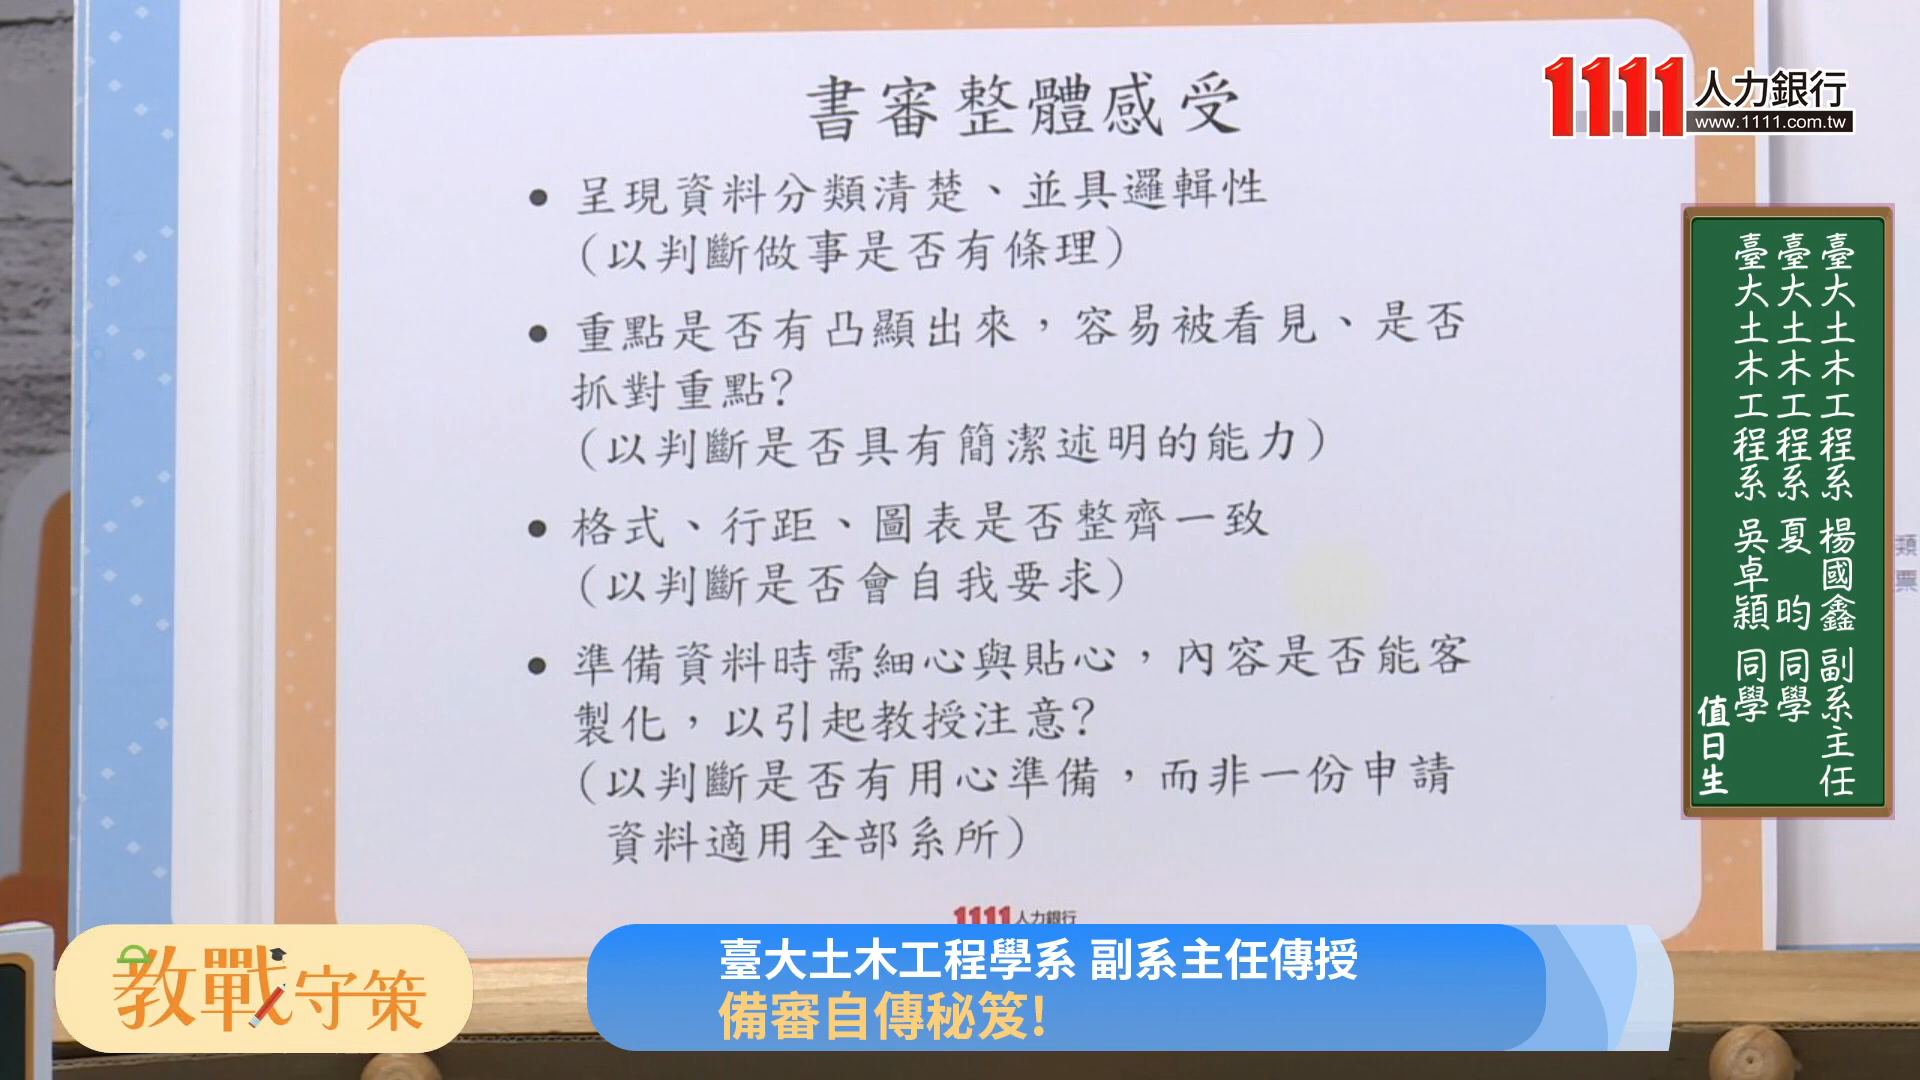 書審整體感受
• 呈現資料分類清楚、並具邏輯性
(以判斷做事是否有條理)
• 重點是否有凸顯出來，容易被看見、是否
抓對重點?
(以判斷是否具有簡潔述明的能力)
• 格式、行距、圖表是否整齊一致
(以判斷是否會自我要求)
• 準備資料時需細心與貼心，內容是否能客
製化，以引起教授注意?
(以判斷是否有用心準備，而非一份申請
資料適用全部系所)
1111人力銀行
1111人力銀行
www.1111.com.tw
臺大土木工程系 楊國鑫 副系主任
臺大土木工程系 夏 昀 同學
臺大土木工程系 吳卓穎 同學
值日生
類
票
教戰守策
臺大土木工程學系 副系主任傳授
備審自傳秘笈!